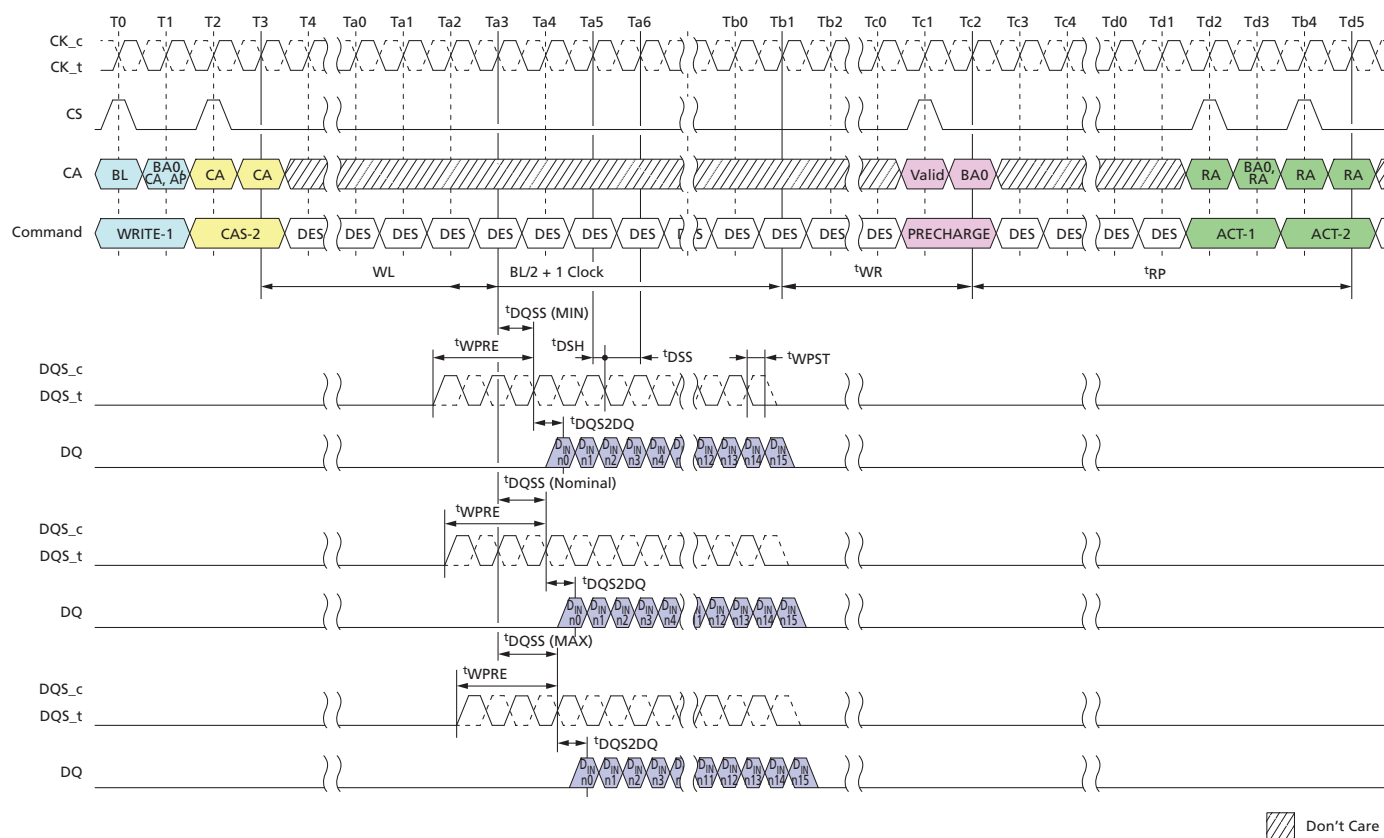 T0 T1 T2 T3 T4 Ta0 Ta1 Ta2 Ta3 Ta4 Ta5 Ta6 Tb0 Tb1 Tb2 Tc0 Tc1 Tc2 Tc3 Tc4 Td0 Td1 Td2 Td3 Tb4 Td5
CK_c
CK_t
CS
CA BL BA0, CA, AP CA CA Valid BA0 RA BA0, RA RA RA
Command WRITE-1 CAS-2 DES DES DES DES DES DES DES DES DES DES DES DES DES PRECHARGE DES DES DES DES ACT-1 ACT-2
WL BL/2 + 1 Clock tWR tRP
tDQSS (MIN)
tWPRE tDSH tDSS tWPST
DQS_c
DQS_t
tDQS2DQ
DQ DIN n0 DIN n1 DIN n2 DIN n3 DIN n4 DIN n12 DIN n13 DIN n14 DIN n15
tDQSS (Nominal)
tWPRE
DQS_c
DQS_t
tDQS2DQ
DQ DIN n0 DIN n1 DIN n2 DIN n3 DIN n4 DIN n12 DIN n13 DIN n14 DIN n15
tDQSS (MAX)
tWPRE
DQS_c
DQS_t
tDQS2DQ
DQ DIN n0 DIN n1 DIN n2 DIN n3 DIN n11 DIN n12 DIN n13 DIN n14 DIN n15
Don't Care